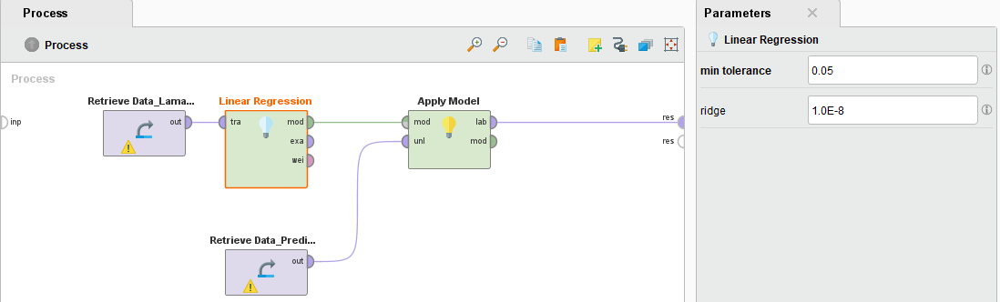 Process
Process
Process
inp
Retrieve Data_Lama...
out
Linear Regression
tra
mod
exa
wei
Apply Model
mod
lab
unl
mod
res
res
Retrieve Data_Predi...
out
Parameters
Linear Regression
min tolerance
0.05
ridge
1.0E-8